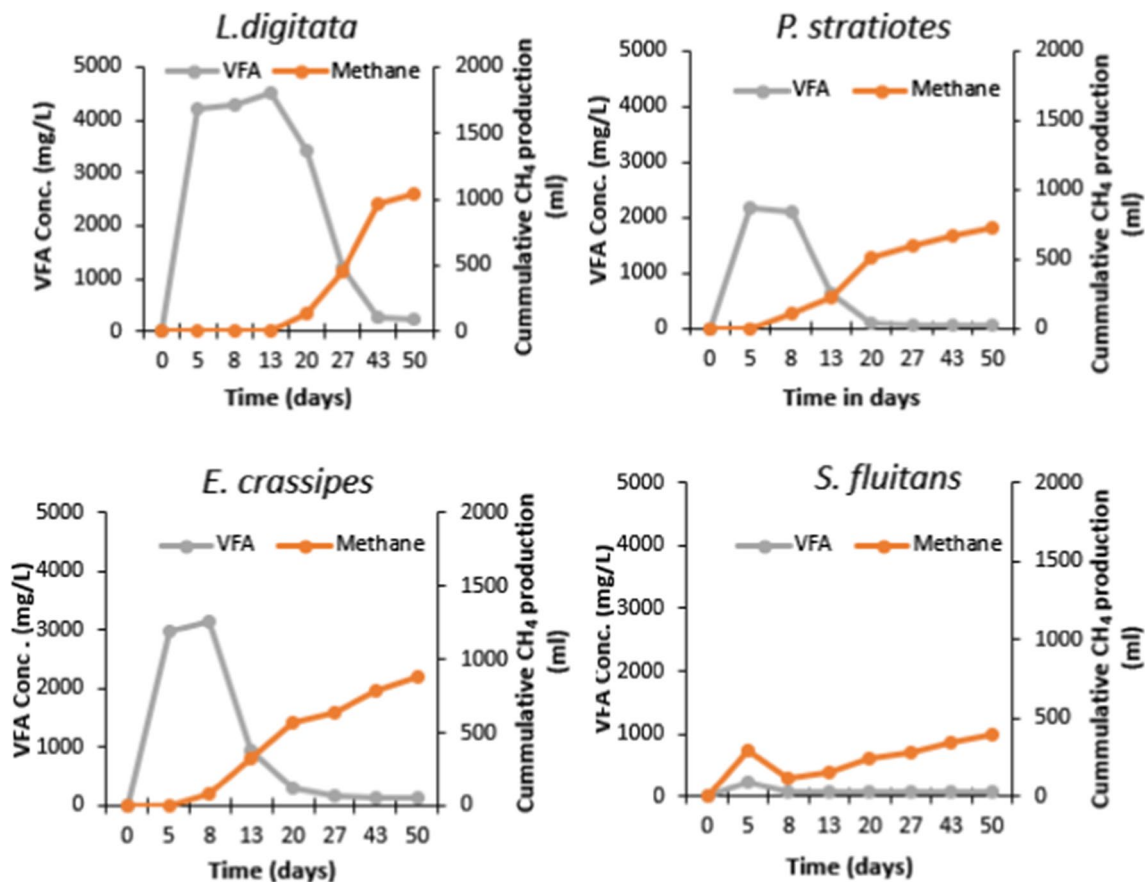 L.digitata
VFA Methane
5000
4000
3000
2000
1000
0
VFA Conc. (mg/L)
2000
1500
1000
500
0
Cummulative CH₄ production
(ml)
0 5 8 13 20 27 43 50
Time (days)
P. stratiotes
VFA Methane
5000
4000
3000
2000
1000
0
VFA Conc. (mg/L)
2000
1500
1000
500
0
Cummulative CH₄ production
(ml)
0 5 8 13 20 27 43 50
Time in days
E. crassipes
VFA Methane
5000
4000
3000
2000
1000
0
VFA Conc . (mg/L)
2000
1500
1000
500
0
Cummulative CH₄ production
(ml)
0 5 8 13 20 27 43 50
Time (days)
S. fluitans
VFA Methane
5000
4000
3000
2000
1000
0
VFA Conc. (mg/L)
2000
1500
1000
500
0
Cummulative CH₄ production
(ml)
0 5 8 13 20 27 43 50
Time (days)